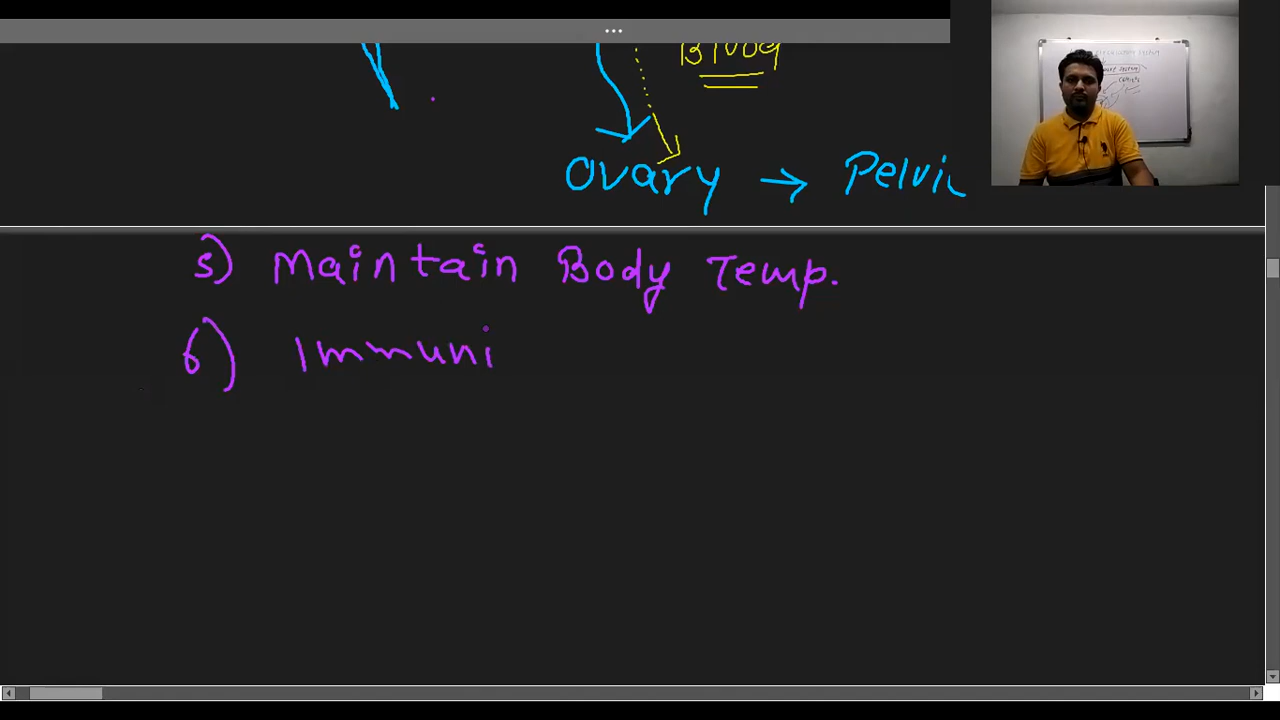 Blood
Ovary → Pelvi
5) Maintain Body Temp.
6) Immuni